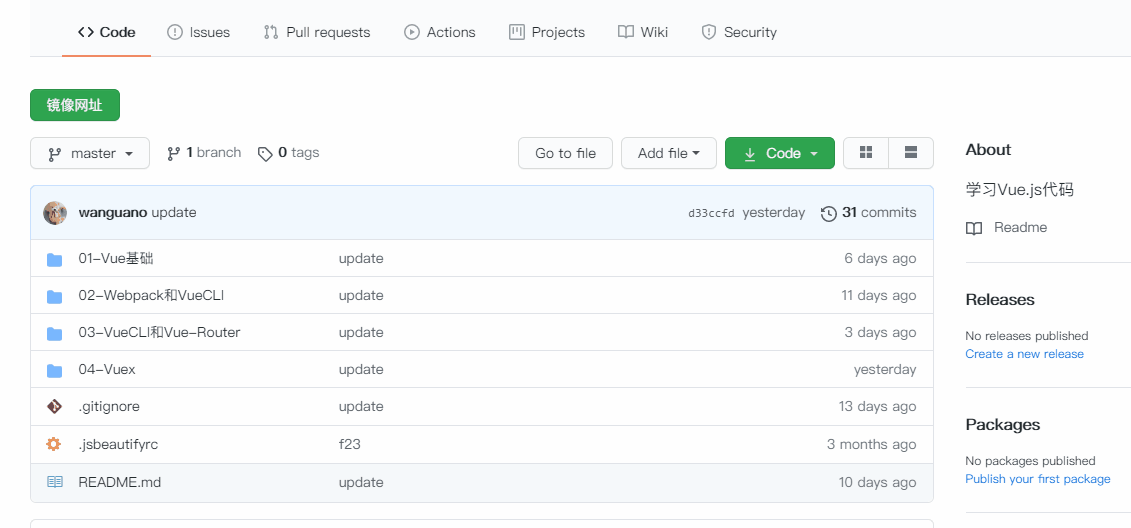 Code Issues Pull requests Actions Projects Wiki Security
镜像网址
master 1 branch 0 tags Go to file Add file Code
wanguano update d33ccfd yesterday 31 commits
01-Vue基础 update 6 days ago
02-Webpack和VueCLI update 11 days ago
03-VueCLI和Vue-Router update 3 days ago
04-Vuex update yesterday
.gitignore update 13 days ago
.jsbeautifyrc f23 3 months ago
README.md update 10 days ago
About
学习Vue.js代码
Readme
Releases
No releases published
Create a new release
Packages
No packages published
Publish your first package